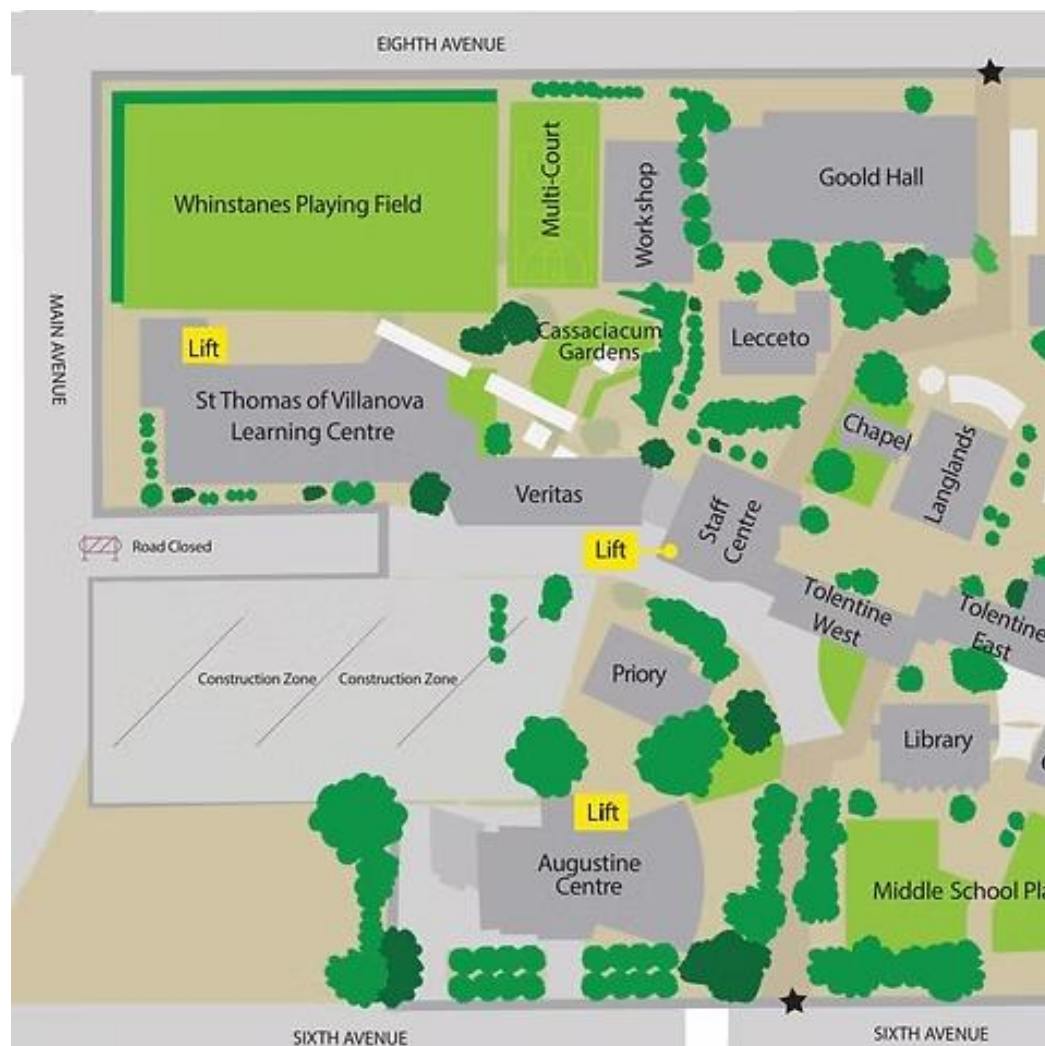 EIGHTH AVENUE
Whinstanes Playing Field
Multi-Court
Workshop
Goold Hall
MAIN AVENUE
Lift
Cassaciacum
Gardens
Lecceto
St Thomas of Villanova
Learning Centre
Chapel
Langlands
Veritas
Staff
Centre
Road Closed
Lift
Tolentine
West
Tolentine
East
Construction Zone
Construction Zone
Priory
Library
Lift
Augustine
Centre
Middle School Pla
SIXTH AVENUE
SIXTH AVENUE